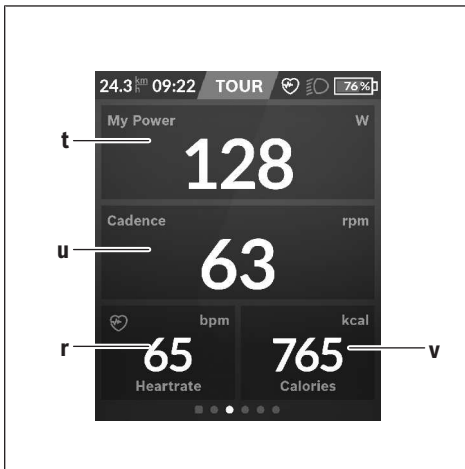 24.3 km/h 09:22 TOUR 76%
My Power W
t
128
Cadence rpm
u
63
bpm kcal
r 65 765 v
Heartrate Calories